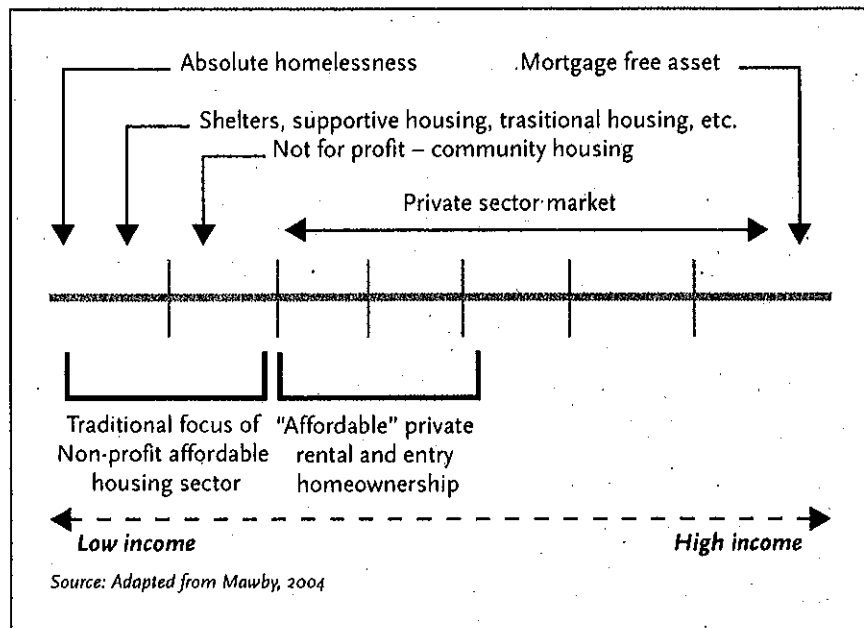 Absolute homelessness
Mortgage free asset
Shelters, supportive housing, trasitional housing, etc.
Not for profit – community housing
Private sector market
Traditional focus of
Non-profit affordable
housing sector
"Affordable" private
rental and entry
homeownership
Low income
High income
Source: Adapted from Mawby, 2004